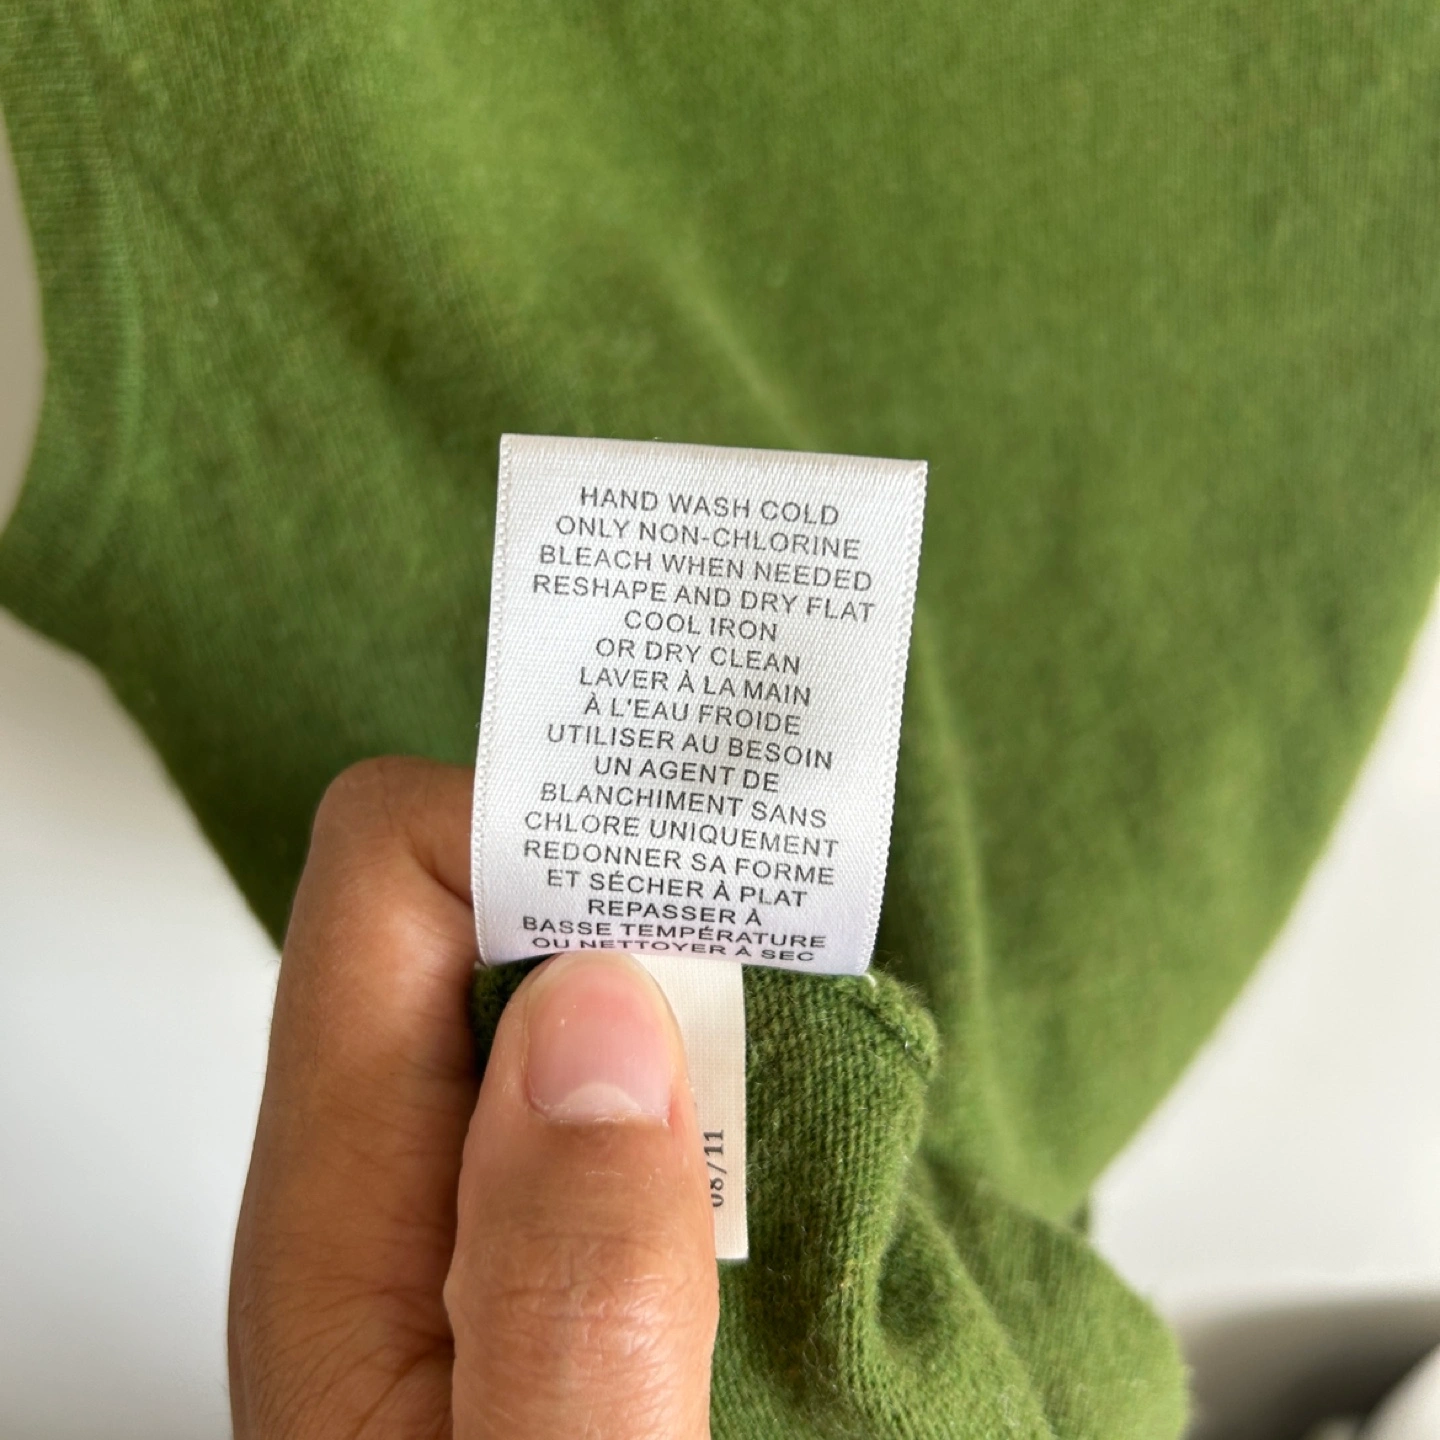 HAND WASH COLD
ONLY NON-CHLORINE
BLEACH WHEN NEEDED
RESHAPE AND DRY FLAT
COOL IRON
OR DRY CLEAN
LAVER À LA MAIN
À L'EAU FROIDE
UTILISER AU BESOIN
UN AGENT DE
BLANCHIMENT SANS
CHLORE UNIQUEMENT
REDONNER SA FORME
ET SÉCHER À PLAT
REPASSER À
BASSE TEMPÉRATURE
OU NETTOYER À SEC
08/11